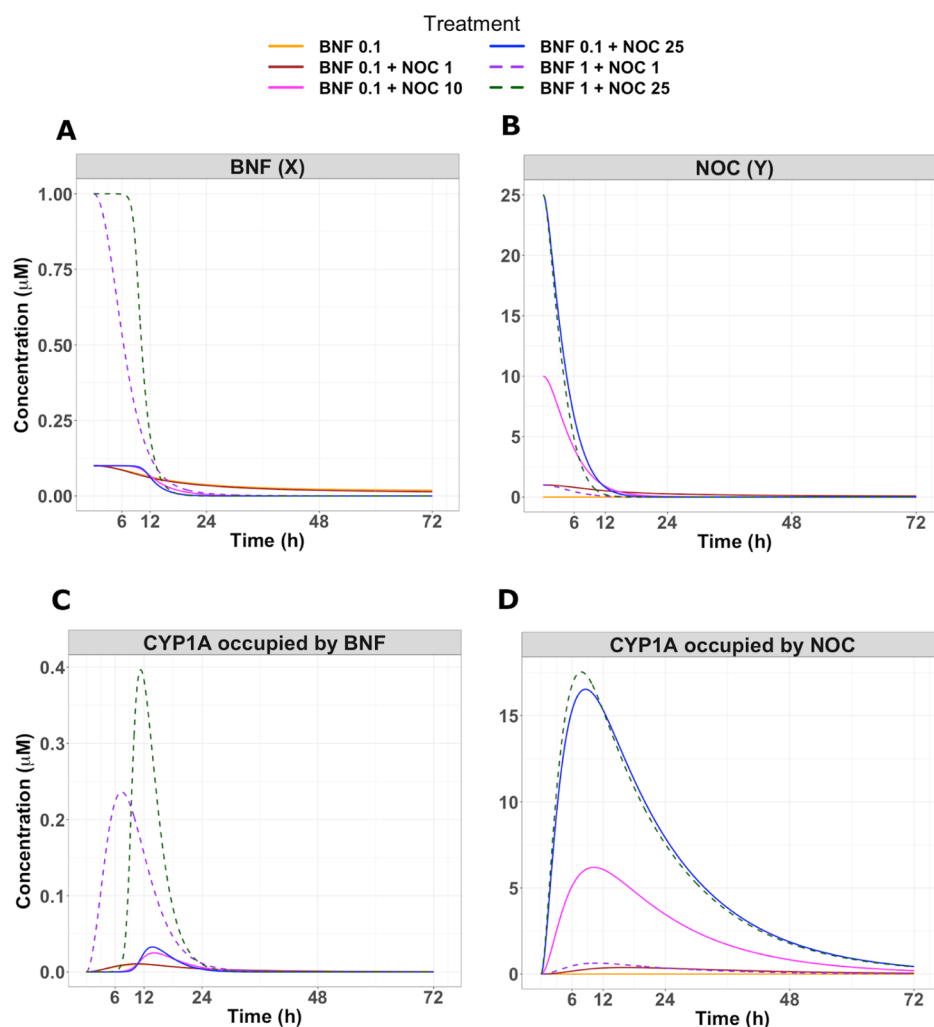 Treatment
BNF 0.1
BNF 0.1 + NOC 25
BNF 0.1 + NOC 1
BNF 1 + NOC 1
BNF 0.1 + NOC 10
BNF 1 + NOC 25
A
BNF (X)
1.00
0.75
0.50
0.25
0.00
Concentration (μM)
6 12 24 48 72
Time (h)
B
NOC (Y)
25
20
15
10
5
0
6 12 24 48 72
Time (h)
C
CYP1A occupied by BNF
0.4
0.3
0.2
0.1
0.0
Concentration (μM)
6 12 24 48 72
Time (h)
D
CYP1A occupied by NOC
15
10
5
0
6 12 24 48 72
Time (h)